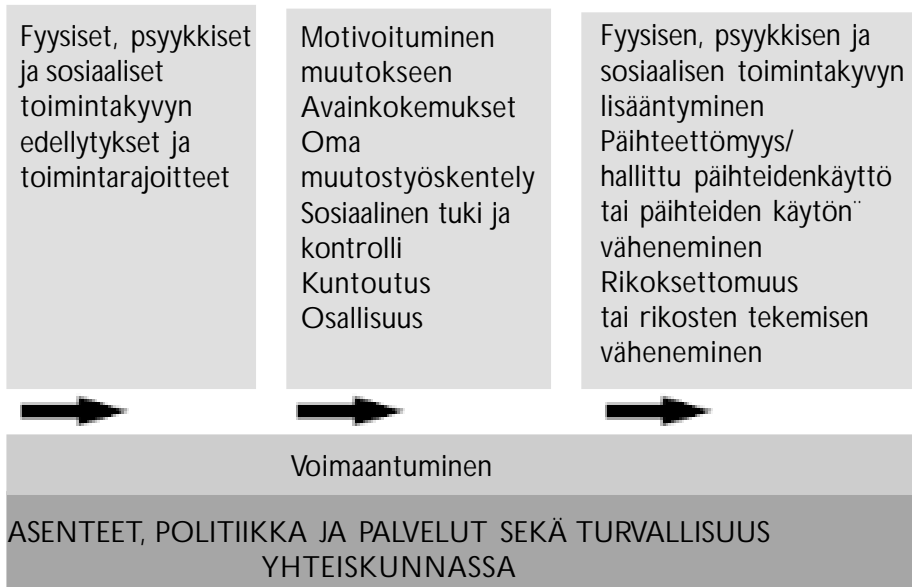 Fyysiset, psyykkiset
ja sosiaaliset
toimintakyvyn
edellytykset ja
toimintarajoitteet
Motivoituminen
muutokseen
Avainkokemukset
Oma
muutostyöskentely
Sosiaalinen tuki ja
kontrolli
Kuntoutus
Osallisuus
Fyysisen, psyykkisen ja
sosiaalisen toimintakyvyn
lisääntyminen
Päihteettömyys/
hallittu päihteidenkäyttö
tai päihteiden käytön¨
väheneminen
Rikoksettomuus
tai rikosten tekemisen
väheneminen
Voimaantuminen
ASENTEET, POLITIIKKA JA PALVELUT SEKÄ TURVALLISUUS
YHTEISKUNNASSA